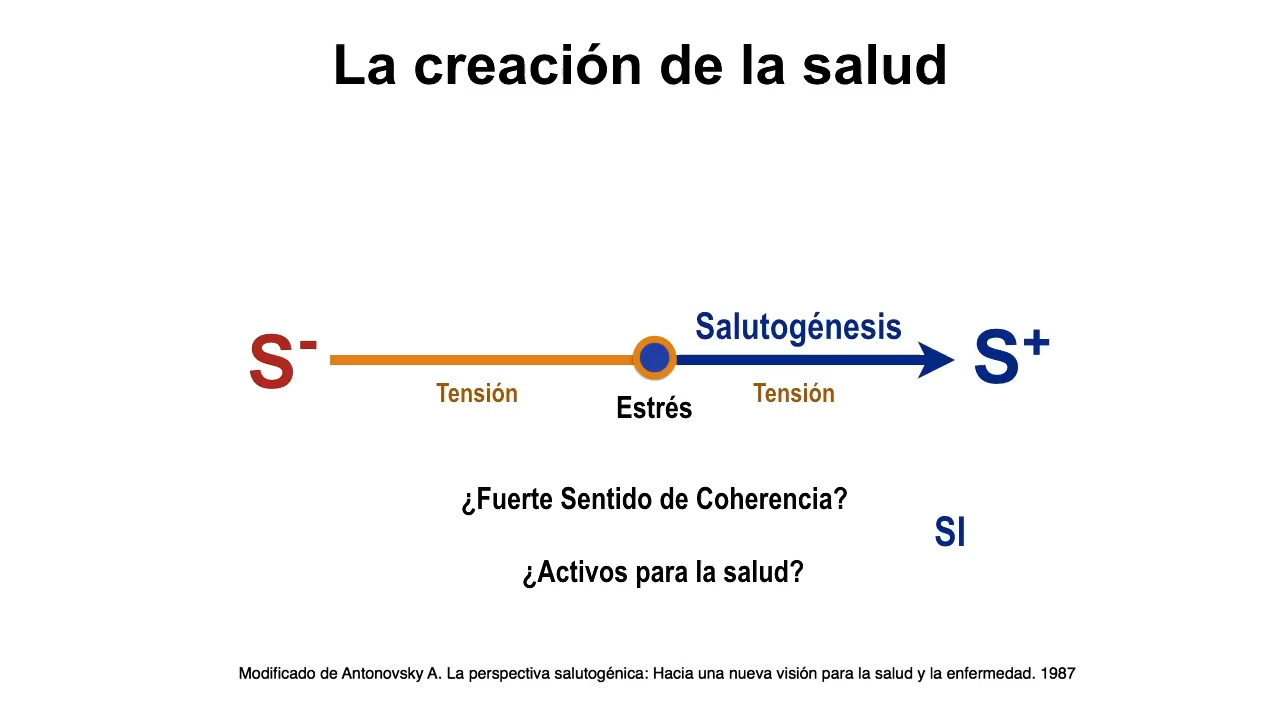 La creación de la salud
Salutogénesis
S- S+
Tensión Tensión
Estrés
¿Fuerte Sentido de Coherencia?
SI
¿Activos para la salud?
Modificado de Antonovsky A. La perspectiva salutogénica: Hacia una nueva visión para la salud y la enfermedad. 1987